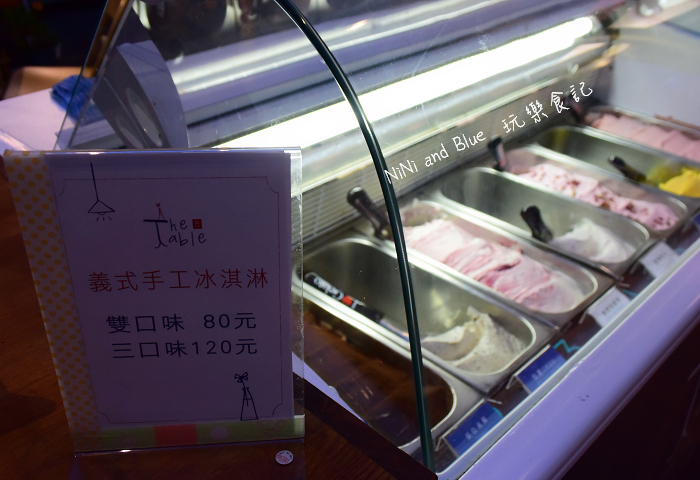 NiNi and Blue 玩樂食記
The
Table
義式手工冰淇淋
雙口味 80元
三口味120元